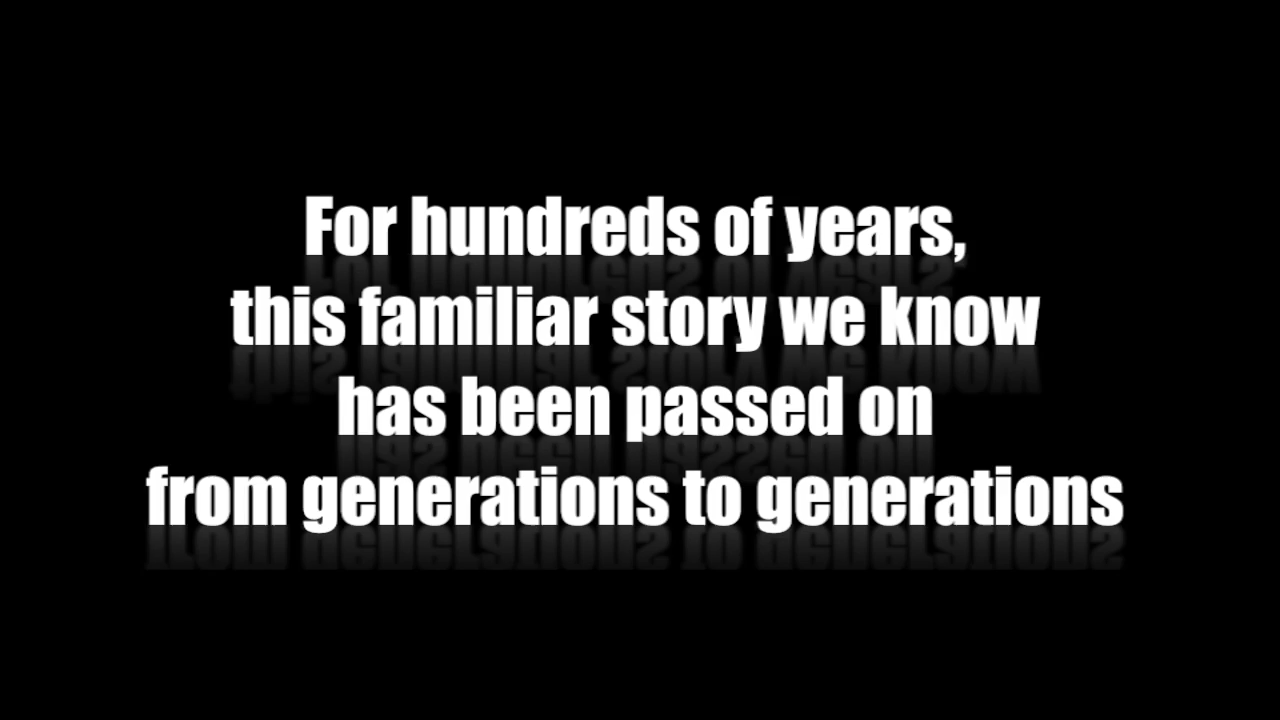 For hundreds of years,
this familiar story we know
has been passed on
from generations to generations